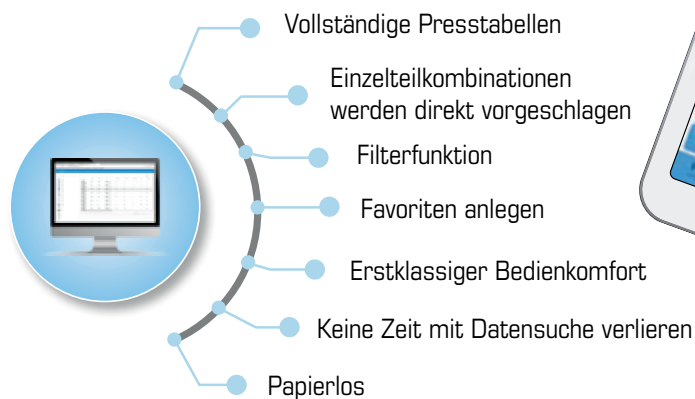 Vollständige Presstabellen
Einzelteilkombinationen
werden direkt vorgeschlagen
Filterfunktion
Favoriten anlegen
Erstklassiger Bedienkomfort
Keine Zeit mit Datensuche verlieren
Papierlos